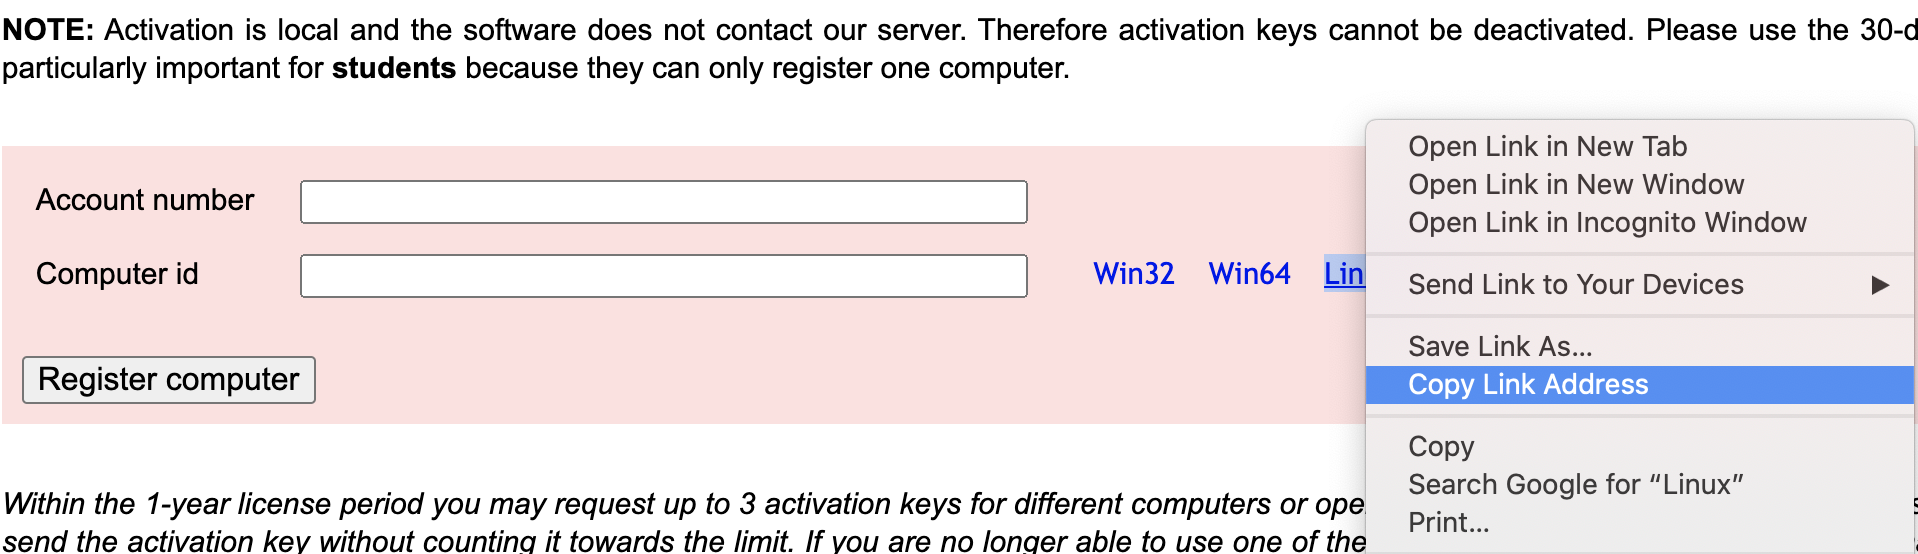 NOTE: Activation is local and the software does not contact our server. Therefore activation keys cannot be deactivated. Please use the 30-d
particularly important for students because they can only register one computer.
Account number
Computer id
Win32 Win64 Lin
Register computer
Open Link in New Tab
Open Link in New Window
Open Link in Incognito Window
Send Link to Your Devices
Save Link As...
Copy Link Address
Copy
Search Google for “Linux”
Print...
Within the 1-year license period you may request up to 3 activation keys for different computers or ope
send the activation key without counting it towards the limit. If you are no longer able to use one of the